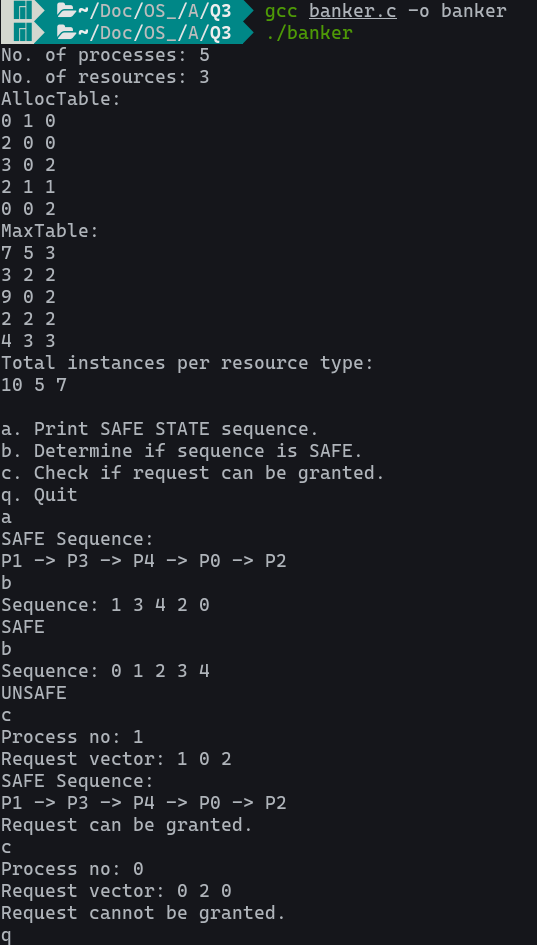 ~/Doc/OS_/A/Q3 gcc banker.c -o banker
~/Doc/OS_/A/Q3 ./banker
No. of processes: 5
No. of resources: 3
AllocTable:
0 1 0
2 0 0
3 0 2
2 1 1
0 0 2
MaxTable:
7 5 3
3 2 2
9 0 2
2 2 2
4 3 3
Total instances per resource type:
10 5 7
a. Print SAFE STATE sequence.
b. Determine if sequence is SAFE.
c. Check if request can be granted.
q. Quit
a
SAFE Sequence:
P1 -> P3 -> P4 -> P0 -> P2
b
Sequence: 1 3 4 2 0
SAFE
b
Sequence: 0 1 2 3 4
UNSAFE
c
Process no: 1
Request vector: 1 0 2
SAFE Sequence:
P1 -> P3 -> P4 -> P0 -> P2
Request can be granted.
c
Process no: 0
Request vector: 0 2 0
Request cannot be granted.
q